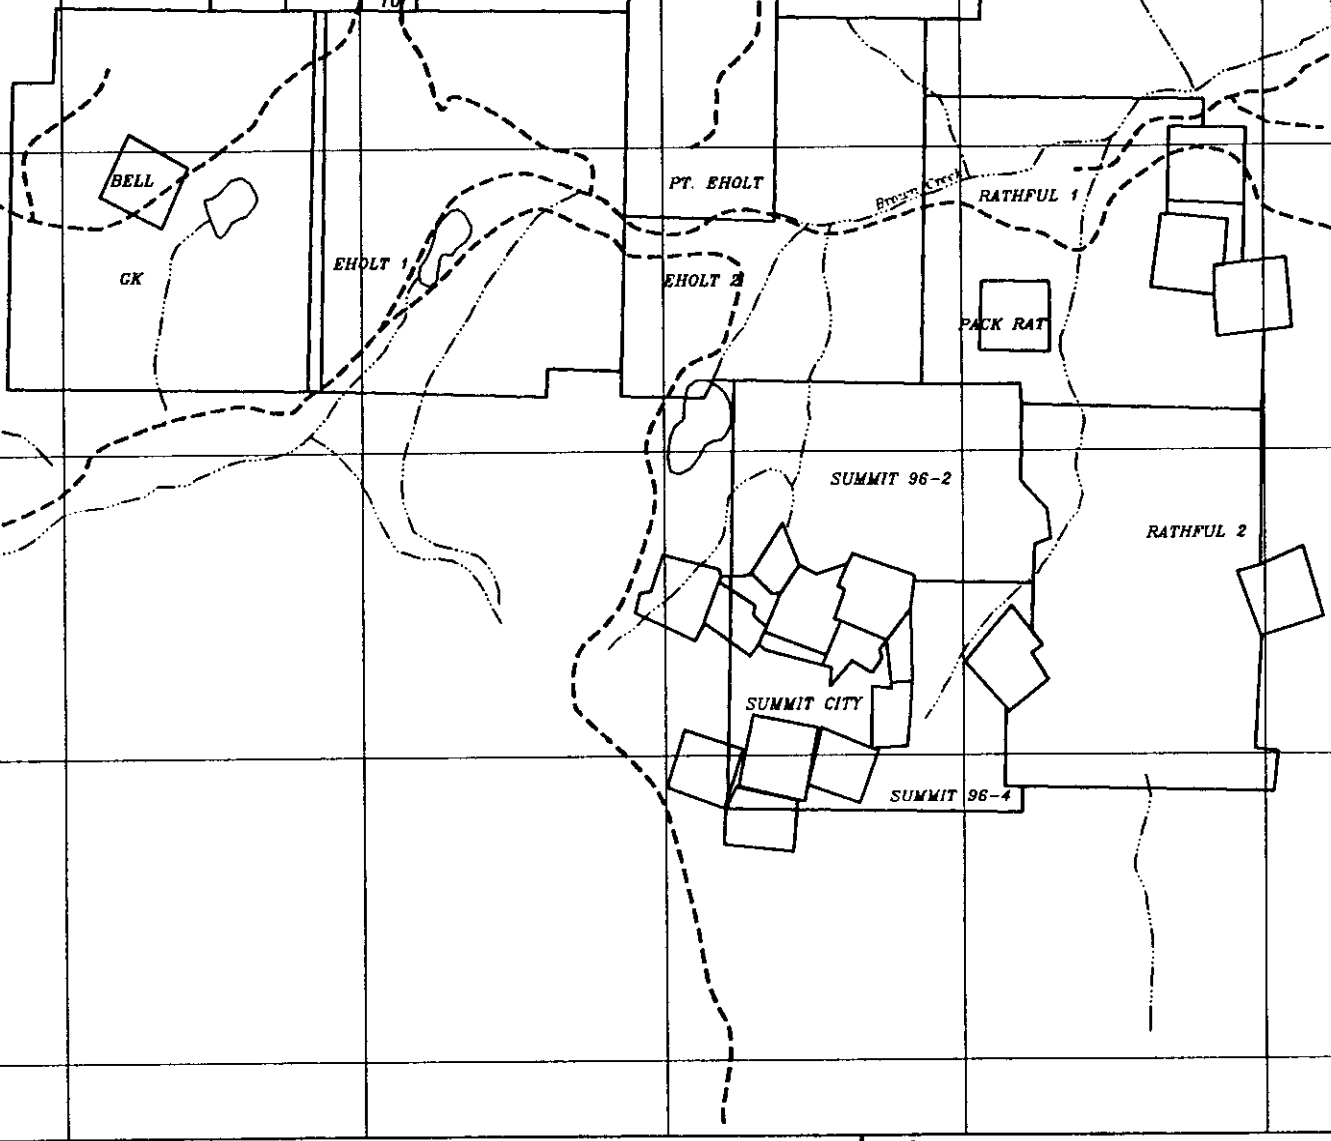 BELL
PT. EHOLT
Brown Creek
RATHFUL 1
GK
EHOLT 1
EHOLT 2
PACK RAT
SUMMIT 96-2
RATHFUL 2
SUMMIT CITY
SUMMIT 96-4